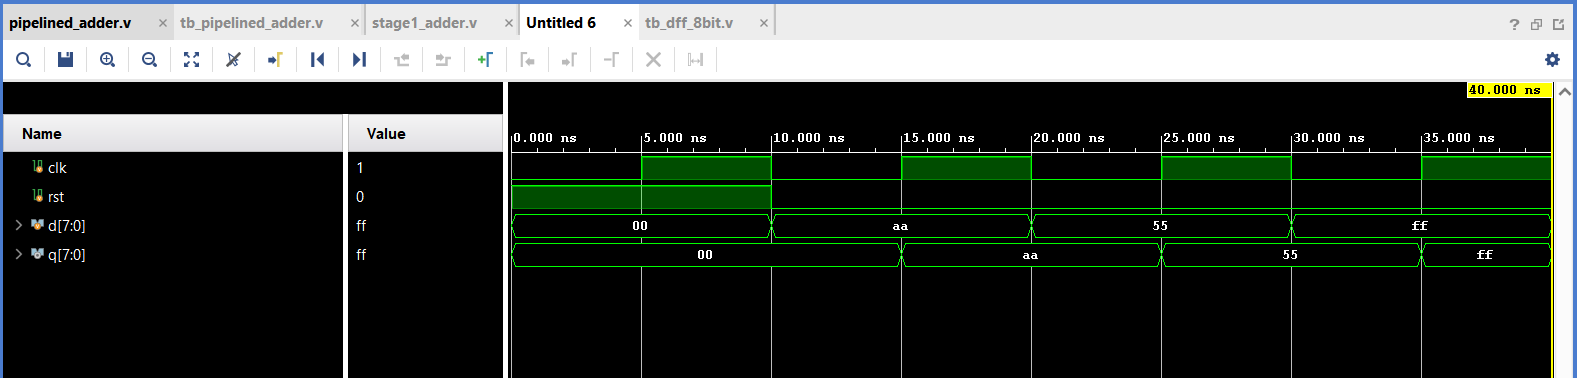 pipelined_adder.v × tb_pipelined_adder.v × stage1_adder.v × Untitled 6 × tb_dff_8bit.v × ?
40.000 ns
Name Value 0.000 ns 5.000 ns 10.000 ns 15.000 ns 20.000 ns 25.000 ns 30.000 ns 35.000 ns
clk 1
rst 0
d[7:0] ff 00 aa 55 ff
q[7:0] ff 00 aa 55 ff